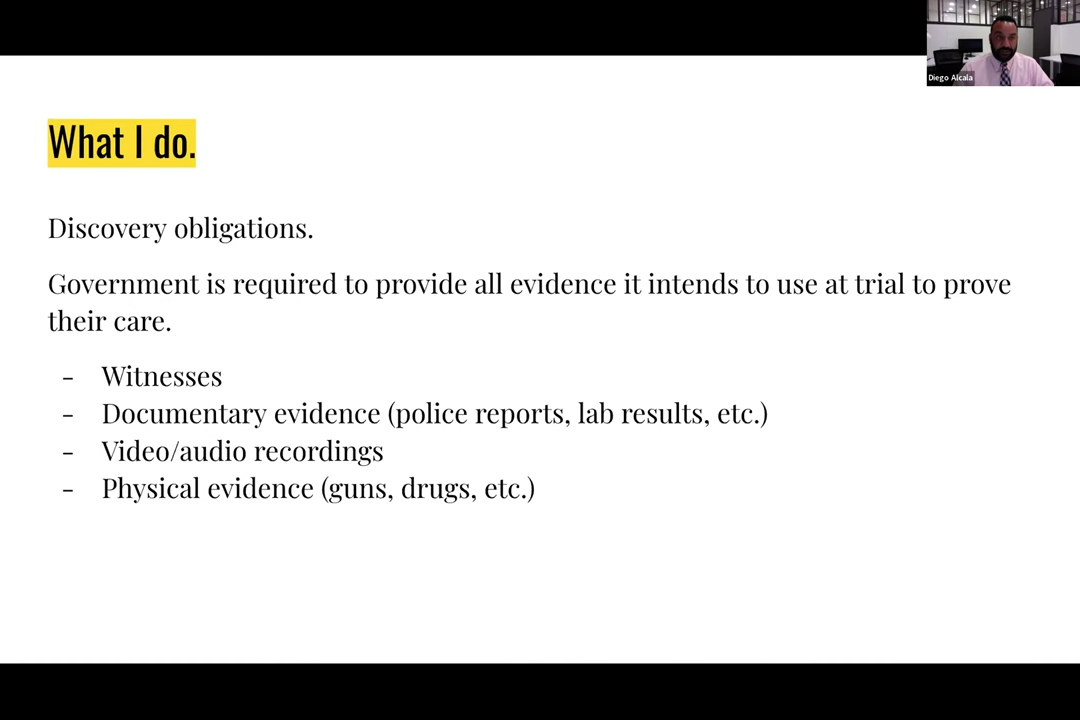 Diego Alcala
What I do.
Discovery obligations.
Government is required to provide all evidence it intends to use at trial to prove
their care.
- Witnesses
- Documentary evidence (police reports, lab results, etc.)
- Video/audio recordings
- Physical evidence (guns, drugs, etc.)